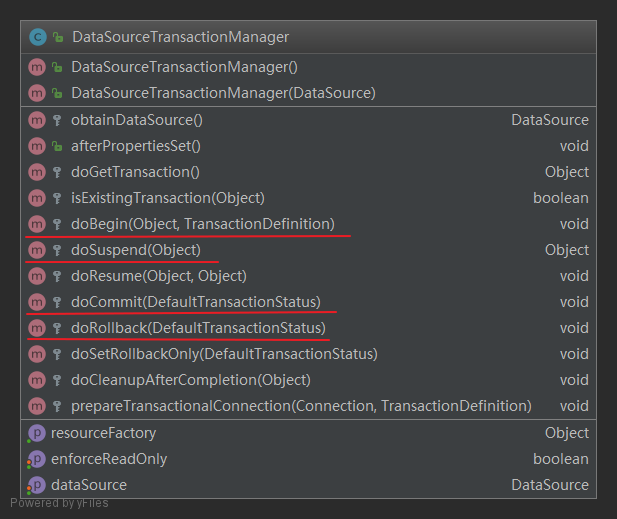 DataSourceTransactionManager
DataSourceTransactionManager()
DataSourceTransactionManager(DataSource)
obtainDataSource() DataSource
afterPropertiesSet() void
doGetTransaction() Object
isExistingTransaction(Object) boolean
doBegin(Object, TransactionDefinition) void
doSuspend(Object) Object
doResume(Object, Object) void
doCommit(DefaultTransactionStatus) void
doRollback(DefaultTransactionStatus) void
doSetRollbackOnly(DefaultTransactionStatus) void
doCleanupAfterCompletion(Object) void
prepareTransactionalConnection(Connection, TransactionDefinition) void
resourceFactory Object
enforceReadOnly boolean
dataSource DataSource
Powered by yFiles